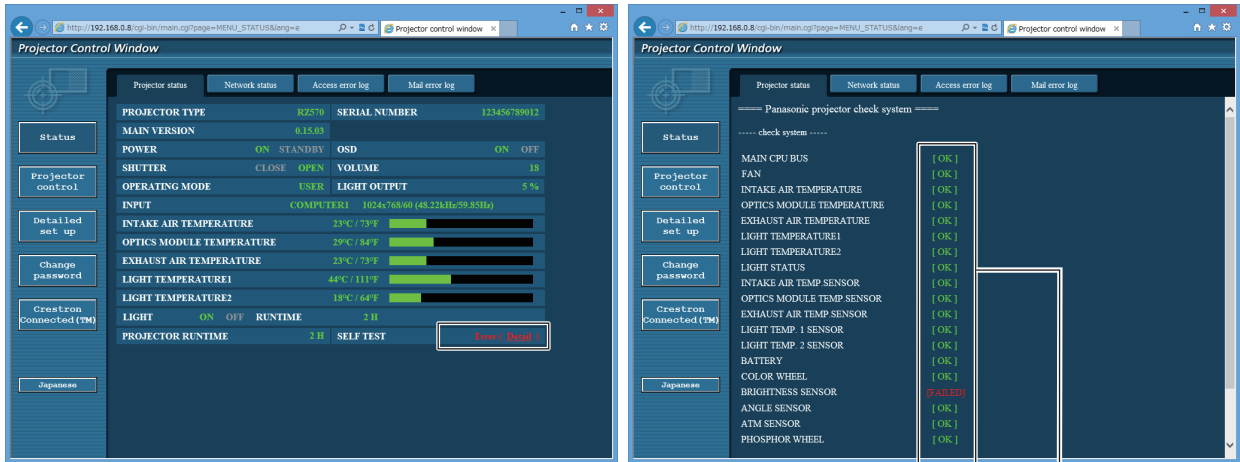 http://192.168.0.8/cgi-bin/main.cgi?page=MENU_STATUS&lang=e
Projector control window
Projector Control Window
Projector status Network status Access error log Mail error log
Status
Projector control
Detailed set up
Change password
Crestron Connected(TM)
Japanese
PROJECTOR TYPE RZ570 SERIAL NUMBER 123456789012
MAIN VERSION 0.15.03
POWER ON STANDBY OSD ON OFF
SHUTTER CLOSE OPEN VOLUME 18
OPERATING MODE USER LIGHT OUTPUT 5 %
INPUT COMPUTER1 1024x768/60 (48.22kHz/59.85Hz)
INTAKE AIR TEMPERATURE 23°C / 73°F
OPTICS MODULE TEMPERATURE 29°C / 84°F
EXHAUST AIR TEMPERATURE 23°C / 73°F
LIGHT TEMPERATURE1 44°C / 111°F
LIGHT TEMPERATURE2 18°C / 64°F
LIGHT ON OFF RUNTIME 2 H
PROJECTOR RUNTIME 2 H SELF TEST Error ( Detail )
http://192.168.0.8/cgi-bin/main.cgi?page=MENU_STATUS&lang=e
Projector control window
Projector Control Window
Projector status Network status Access error log Mail error log
Status
Projector control
Detailed set up
Change password
Crestron Connected(TM)
Japanese
==== Panasonic projector check system ====
----- check system -----
MAIN CPU BUS [ OK ]
FAN [ OK ]
INTAKE AIR TEMPERATURE [ OK ]
OPTICS MODULE TEMPERATURE [ OK ]
EXHAUST AIR TEMPERATURE [ OK ]
LIGHT TEMPERATURE1 [ OK ]
LIGHT TEMPERATURE2 [ OK ]
LIGHT STATUS [ OK ]
INTAKE AIR TEMP.SENSOR [ OK ]
OPTICS MODULE TEMP.SENSOR [ OK ]
EXHAUST AIR TEMP.SENSOR [ OK ]
LIGHT TEMP. 1 SENSOR [ OK ]
LIGHT TEMP. 2 SENSOR [ OK ]
BATTERY [ OK ]
COLOR WHEEL [ OK ]
BRIGHTNESS SENSOR [FAILED]
ANGLE SENSOR [ OK ]
ATM SENSOR [ OK ]
PHOSPHOR WHEEL [ OK ]